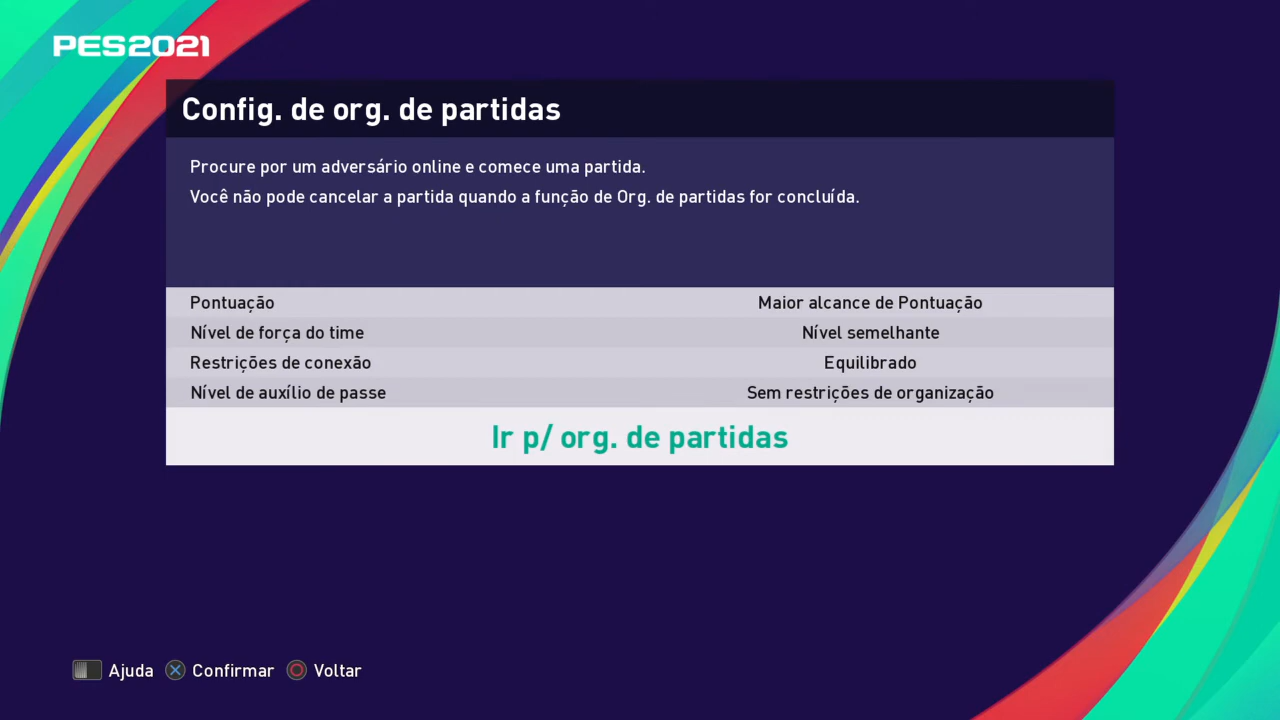 PES2021
Config. de org. de partidas
Procure por um adversário online e comece uma partida.
Você não pode cancelar a partida quando a função de Org. de partidas for concluída.
Pontuação Maior alcance de Pontuação
Nível de força do time Nível semelhante
Restrições de conexão Equilibrado
Nível de auxílio de passe Sem restrições de organização
Ir p/ org. de partidas
Ajuda Confirmar Voltar